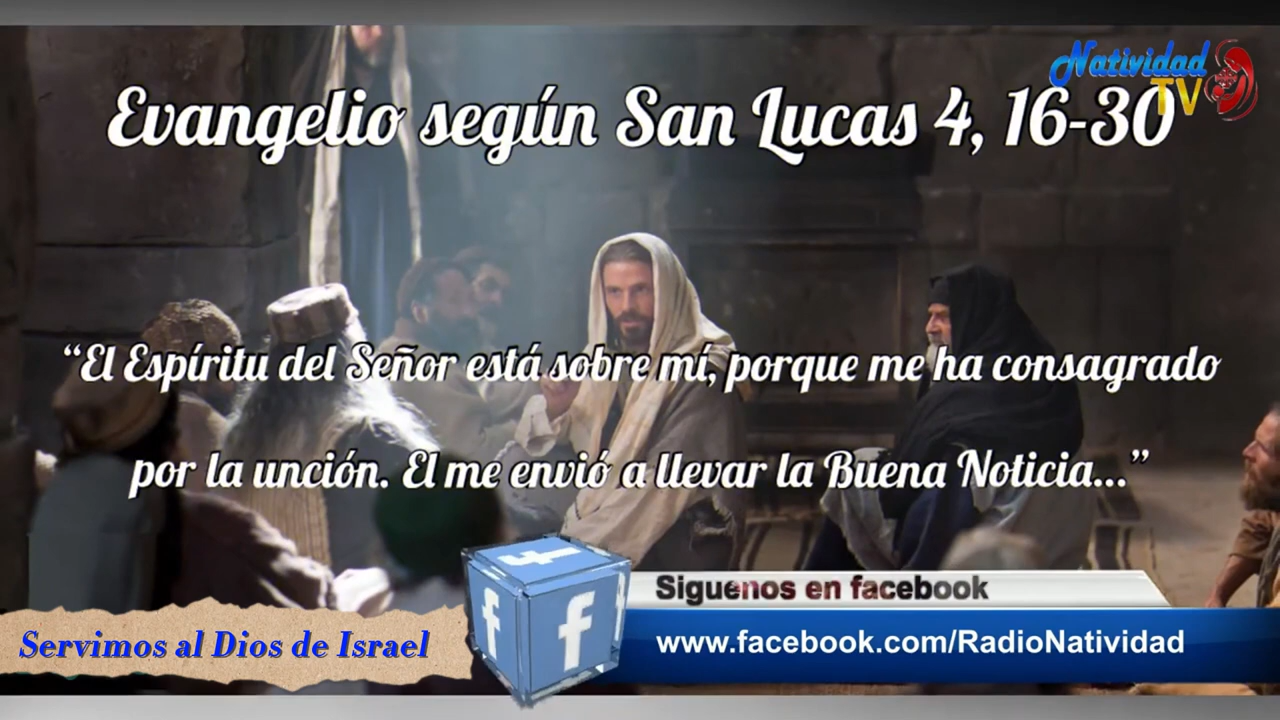 Natividad
TV
Evangelio según San Lucas 4, 16-30
“El Espíritu del Señor está sobre mí, porque me ha consagrado
por la unción. El me envió a llevar la Buena Noticia...”
Siguenos en facebook
Servimos al Dios de Israel
www.facebook.com/RadioNatividad